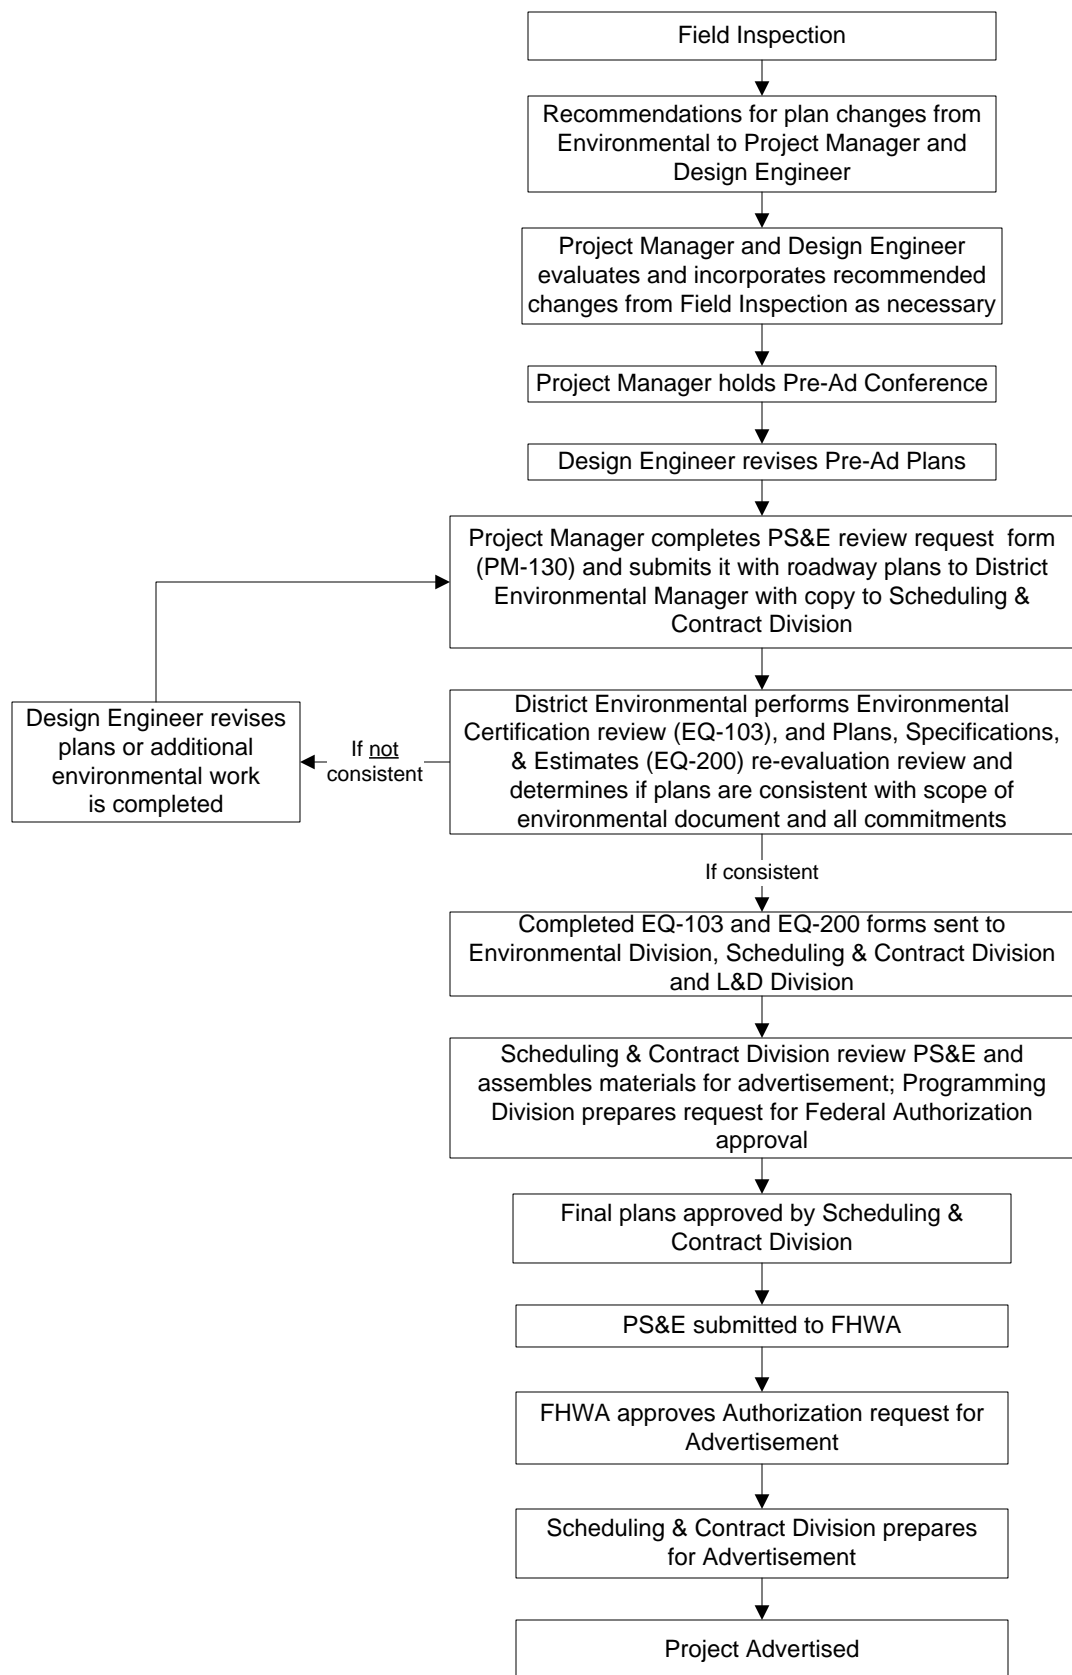 Field Inspection
Recommendations for plan changes from
Environmental to Project Manager and
Design Engineer
Project Manager and Design Engineer
evaluates and incorporates recommended
changes from Field Inspection as necessary
Project Manager holds Pre-Ad Conference
Design Engineer revises Pre-Ad Plans
Project Manager completes PS&E review request form
(PM-130) and submits it with roadway plans to District
Environmental Manager with copy to Scheduling &
Contract Division
District Environmental performs Environmental
Certification review (EQ-103), and Plans, Specifications,
& Estimates (EQ-200) re-evaluation review and
determines if plans are consistent with scope of
environmental document and all commitments
If not
consistent
Design Engineer revises
plans or additional
environmental work
is completed
If consistent
Completed EQ-103 and EQ-200 forms sent to
Environmental Division, Scheduling & Contract Division
and L&D Division
Scheduling & Contract Division review PS&E and
assembles materials for advertisement; Programming
Division prepares request for Federal Authorization
approval
Final plans approved by Scheduling &
Contract Division
PS&E submitted to FHWA
FHWA approves Authorization request for
Advertisement
Scheduling & Contract Division prepares
for Advertisement
Project Advertised